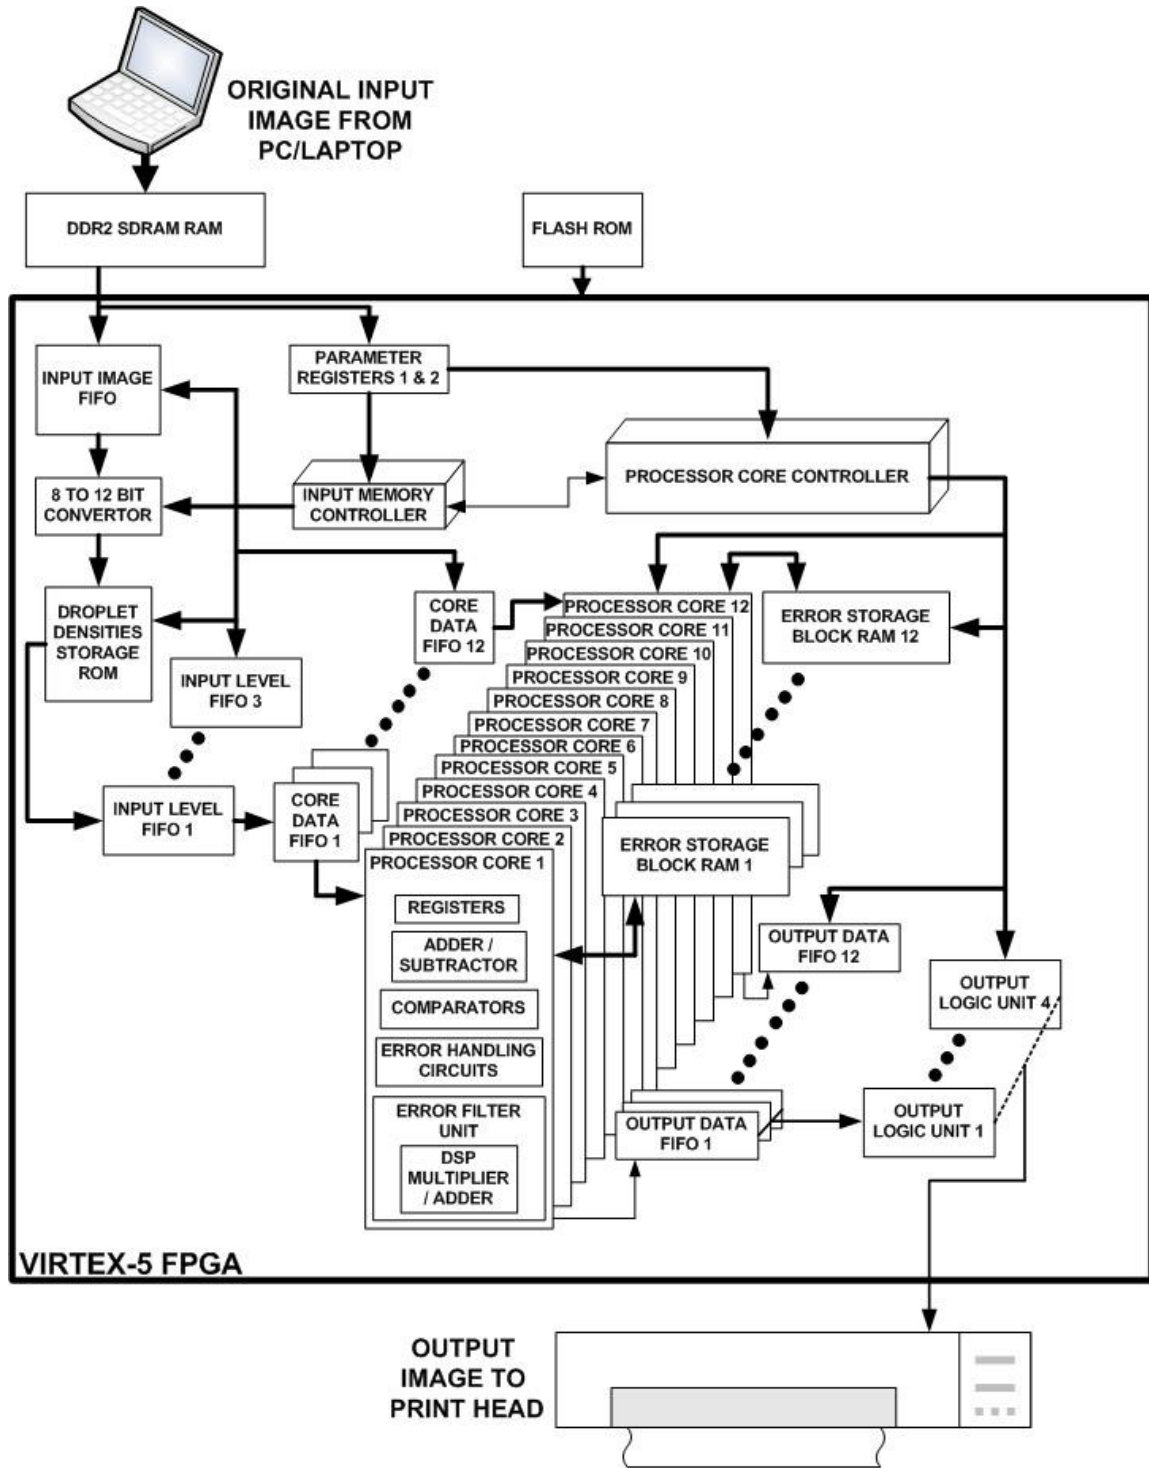 ORIGINAL INPUT
IMAGE FROM
PC/LAPTOP
DDR2 SDRAM RAM
FLASH ROM
INPUT IMAGE
FIFO
PARAMETER
REGISTERS 1 & 2
PROCESSOR CORE CONTROLLER
8 TO 12 BIT
CONVERTOR
INPUT MEMORY
CONTROLLER
DROPLET
DENSITIES
STORAGE
ROM
CORE
DATA
FIFO 12
PROCESSOR CORE 12
PROCESSOR CORE 11
PROCESSOR CORE 10
PROCESSOR CORE 9
PROCESSOR CORE 8
PROCESSOR CORE 7
PROCESSOR CORE 6
PROCESSOR CORE 5
PROCESSOR CORE 4
PROCESSOR CORE 3
PROCESSOR CORE 2
PROCESSOR CORE 1
ERROR STORAGE
BLOCK RAM 12
INPUT LEVEL
FIFO 3
INPUT LEVEL
FIFO 1
CORE
DATA
FIFO 1
ERROR STORAGE
BLOCK RAM 1
REGISTERS
ADDER /
SUBTRACTOR
COMPARATORS
ERROR HANDLING
CIRCUITS
ERROR FILTER
UNIT
DSP
MULTIPLIER
/ ADDER
OUTPUT DATA
FIFO 12
OUTPUT
LOGIC UNIT 4
OUTPUT DATA
FIFO 1
OUTPUT
LOGIC UNIT 1
VIRTEX-5 FPGA
OUTPUT
IMAGE TO
PRINT HEAD